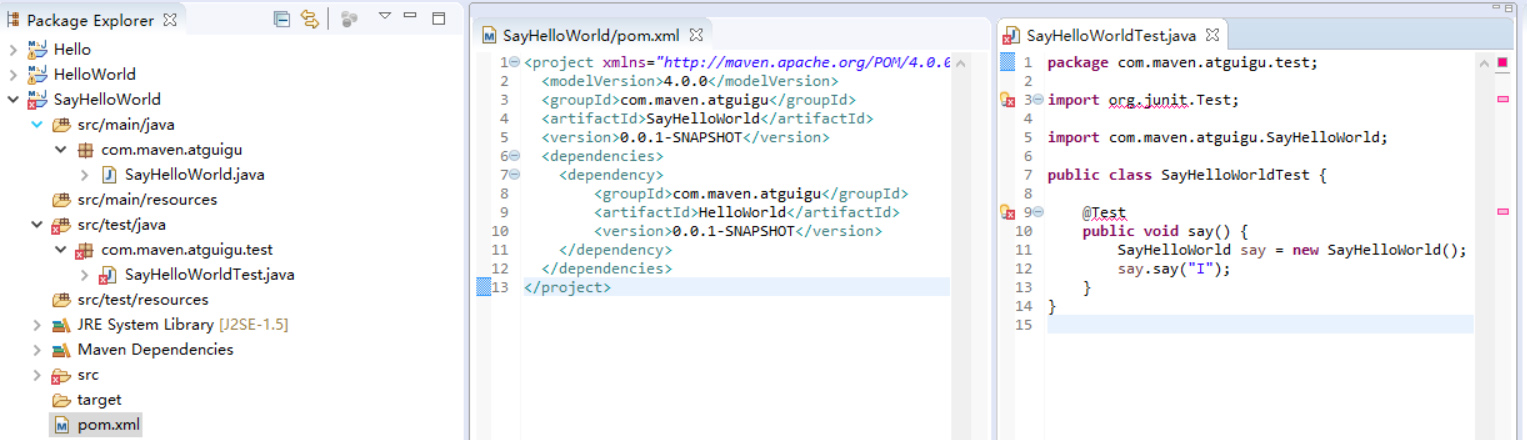 Package Explorer
Hello
HelloWorld
SayHelloWorld
src/main/java
com.maven.atguigu
SayHelloWorld.java
src/main/resources
src/test/java
com.maven.atguigu.test
SayHelloWorldTest.java
src/test/resources
JRE System Library [J2SE-1.5]
Maven Dependencies
src
target
pom.xml
SayHelloWorld/pom.xml
1 <project xmlns="http://maven.apache.org/POM/4.0.0
2 <modelVersion>4.0.0</modelVersion>
3 <groupId>com.maven.atguigu</groupId>
4 <artifactId>SayHelloWorld</artifactId>
5 <version>0.0.1-SNAPSHOT</version>
6 <dependencies>
7 <dependency>
8 <groupId>com.maven.atguigu</groupId>
9 <artifactId>HelloWorld</artifactId>
10 <version>0.0.1-SNAPSHOT</version>
11 </dependency>
12 </dependencies>
13 </project>
SayHelloWorldTest.java
1 package com.maven.atguigu.test;
2
3 import org.junit.Test;
4
5 import com.maven.atguigu.SayHelloWorld;
6
7 public class SayHelloWorldTest {
8
9 @Test
10 public void say() {
11 SayHelloWorld say = new SayHelloWorld();
12 say.say("I");
13 }
14 }
15